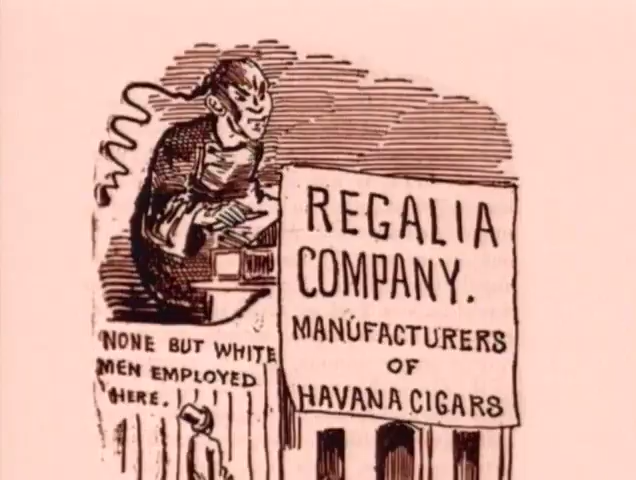 REGALIA
COMPANY.
MANUFACTURERS
OF
HAVANA CIGARS
NONE BUT WHITE
MEN EMPLOYED
HERE.